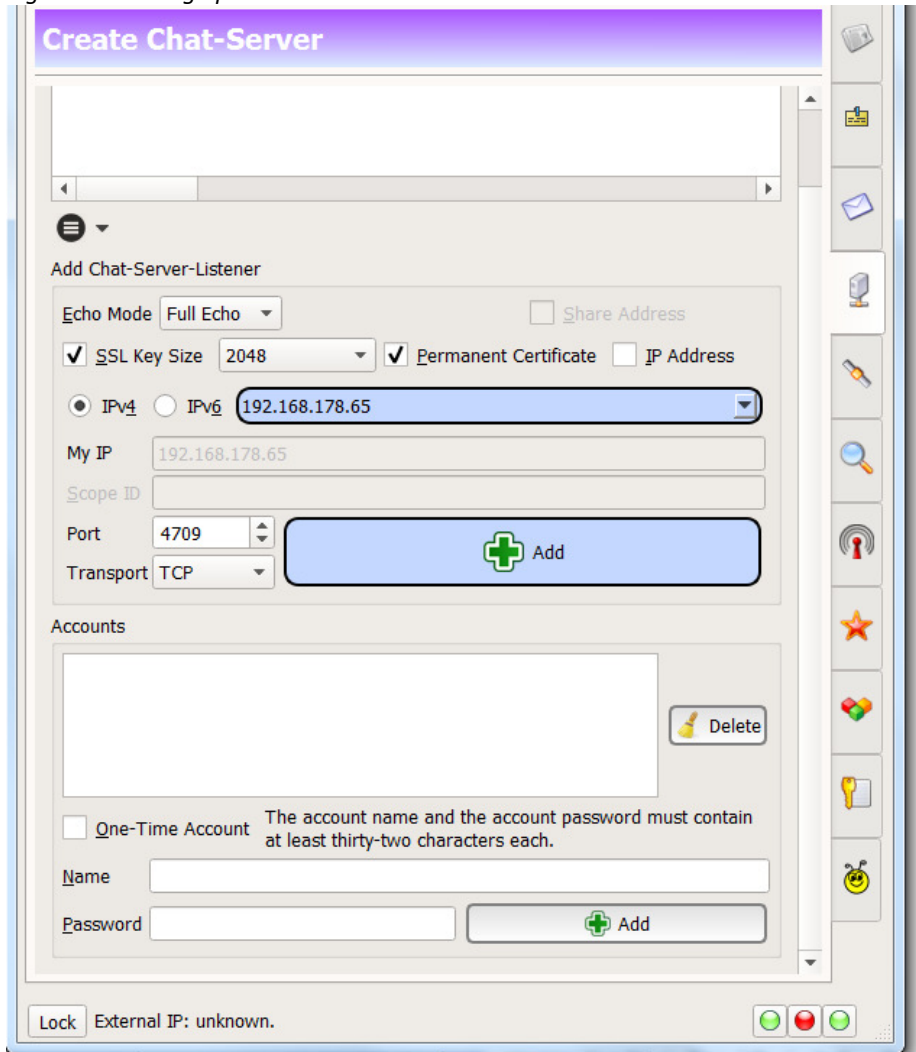 Create Chat-Server
Add Chat-Server-Listener
Echo Mode Full Echo Share Address
SSL Key Size 2048 Permanent Certificate IP Address
IPv4 IPv6 192.168.178.65
My IP 192.168.178.65
Scope ID
Port 4709
Add
Transport TCP
Accounts
Delete
One-Time Account The account name and the account password must contain
at least thirty-two characters each.
Name
Password Add
Lock External IP: unknown.